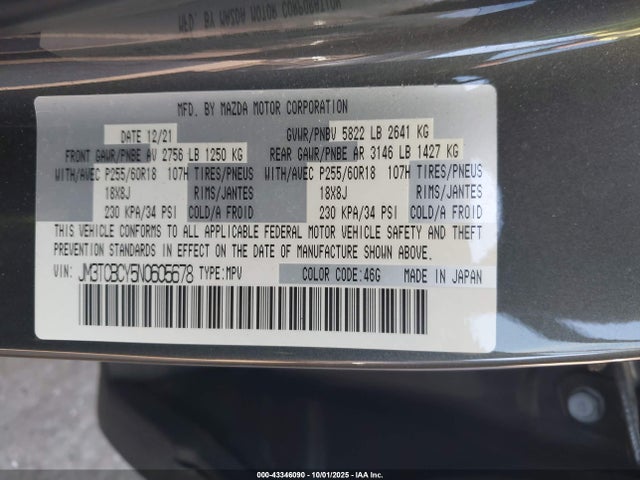 MFD. BY MAZDA MOTOR CORPORATION
DATE 12/21 GVWR/PNBV 5822 LB 2641 KG
FRONT GAWR/PNBE AV 2756 LB 1250 KG REAR GAWR/PNBE AR 3146 LB 1427 KG
WITH/AVEC P255/60R18 107H TIRES/PNEUS WITH/AVEC P255/60R18 107H TIRES/PNEUS
18X8J RIMS/JANTES 18X8J RIMS/JANTES
230 KPA/34 PSI COLD/A FROID 230 KPA/34 PSI COLD/A FROID
THIS VEHICLE CONFORMS TO ALL APPLICABLE FEDERAL MOTOR VEHICLE SAFETY AND THEFT
PREVENTION STANDARDS IN EFFECT ON THE DATE OF MANUFACTURE SHOWN ABOVE.
VIN: JM3TCBCY5N0605678 TYPE:MPV COLOR CODE:46G MADE IN JAPAN
000-43346090 - 10/01/2025 - IAA Inc.